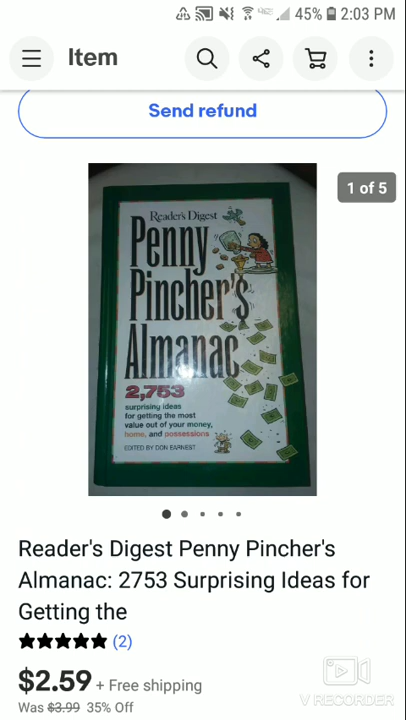 45% 2:03 PM
Item
Send refund
1 of 5
Reader's Digest
Penny
Pincher's
Almanac
2,753
surprising ideas
for getting the most
value out of your money,
home, and possessions
EDITED BY DON EARNEST
Reader's Digest Penny Pincher's
Almanac: 2753 Surprising Ideas for
Getting the
(2)
$2.59 + Free shipping
Was $3.99 35% Off
V RECORDER